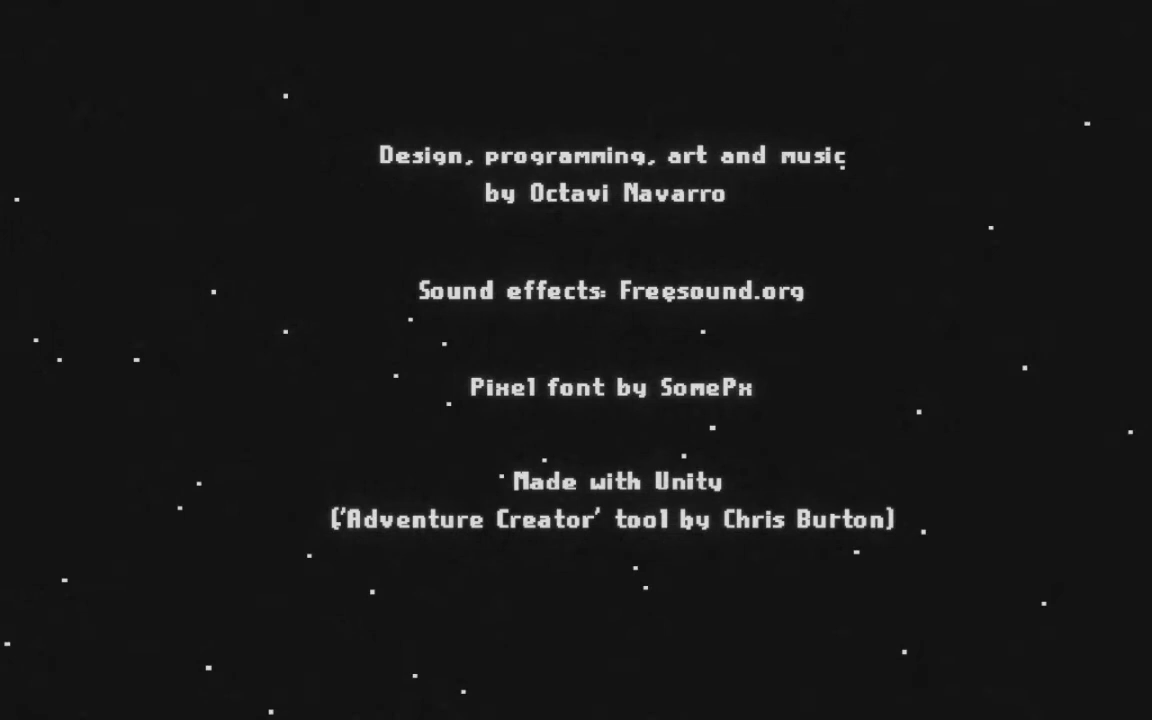 Design, programming, art and music
by Octavi Navarro
Sound effects: Freesound.org
Pixel font by SomePx
Made with Unity
('Adventure Creator' tool by Chris Burton)